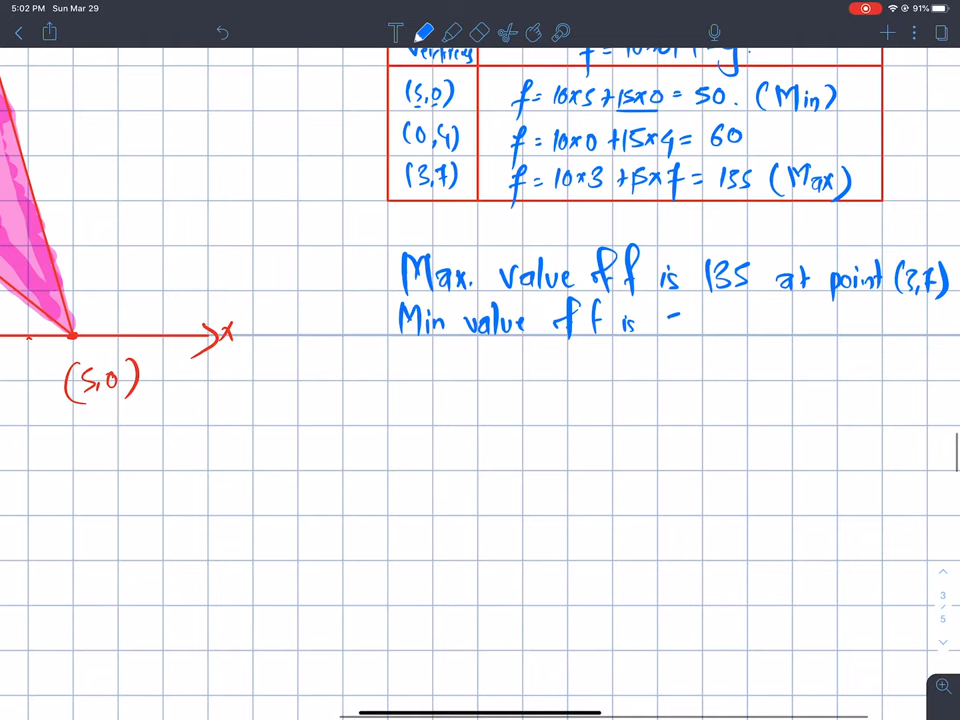 5:02 PM Sun Mar 29
91%
T
Vertices
(5,0) f = 10×5 + 15×0 = 50. (Min)
(0,4) f = 10×0 + 15×4 = 60
(3,7) f = 10×3 + 15×7 = 135 (Max)
Max. value of f is 135 at point (3,7)
Min value of f is
x
(5,0)
3
/
5